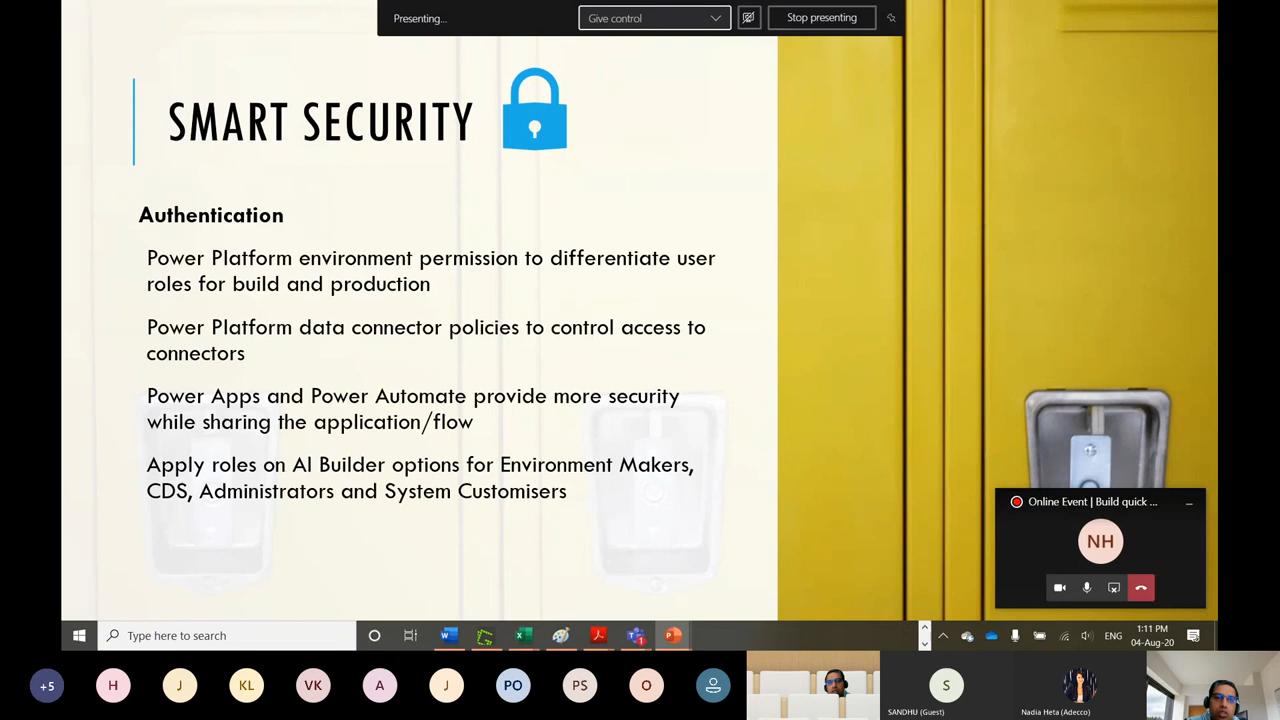 Presenting...
Give control
Stop presenting
SMART SECURITY
Authentication
Power Platform environment permission to differentiate user
roles for build and production
Power Platform data connector policies to control access to
connectors
Power Apps and Power Automate provide more security
while sharing the application/flow
Apply roles on AI Builder options for Environment Makers,
CDS, Administrators and System Customisers
Online Event | Build quick ...
NH
Type here to search
ENG
1:11 PM
04-Aug-20
+5
H
J
KL
VK
A
J
PO
PS
O
S
SANDHU (Guest)
Nadia Heta (Adecco)